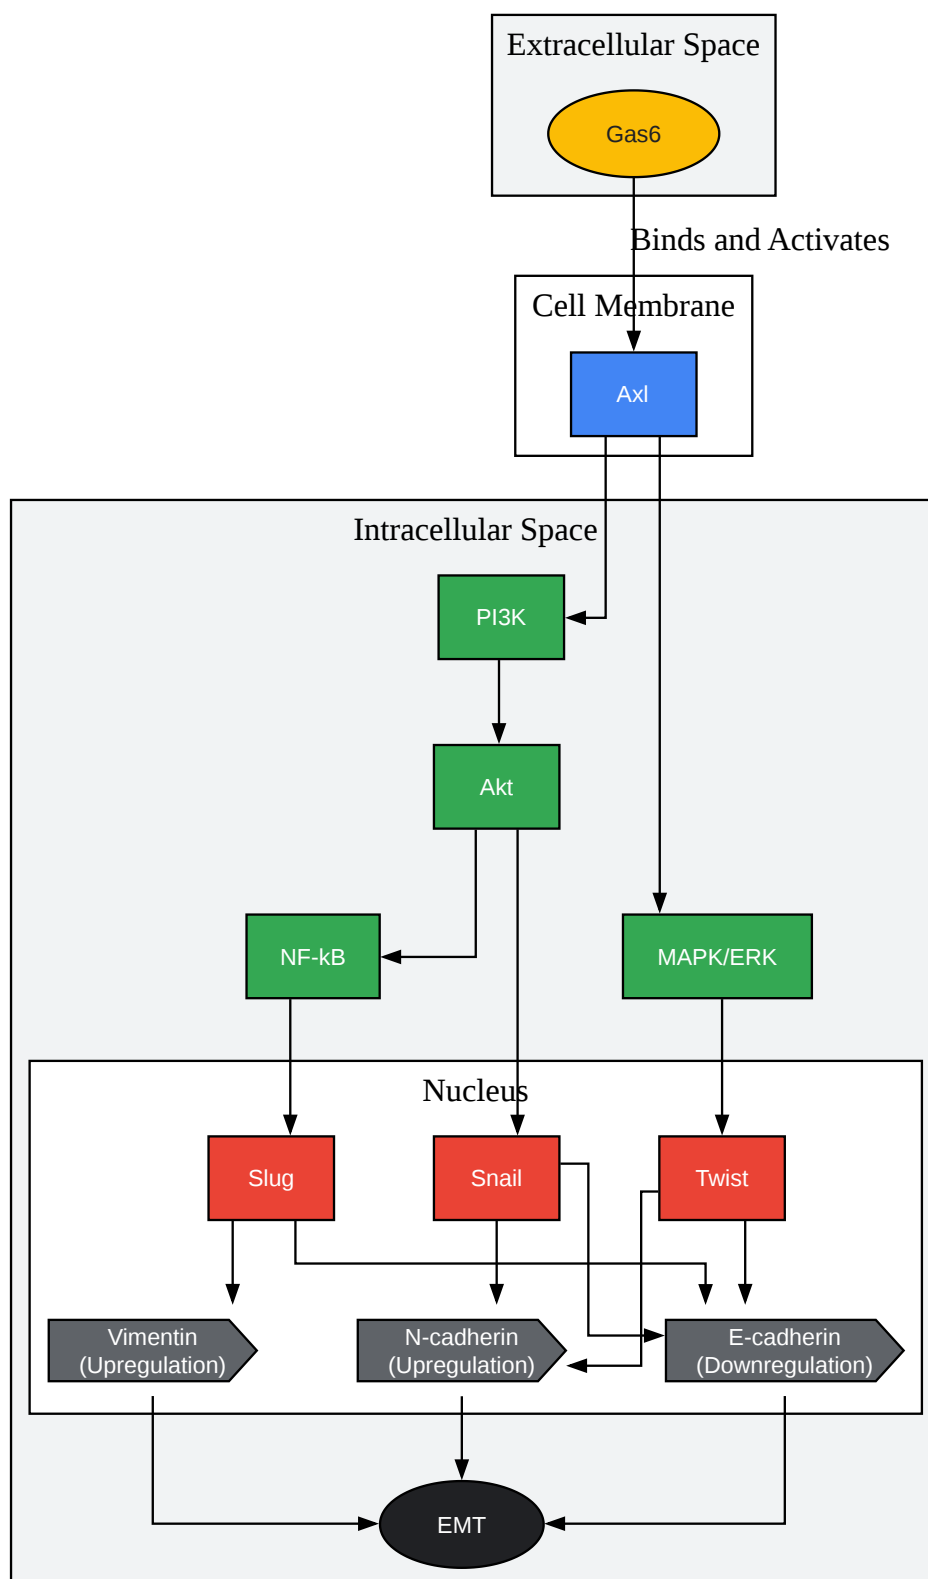 Extracellular Space
Gas6
Binds and Activates
Cell Membrane
Axl
Intracellular Space
PI3K
Akt
NF-kB
MAPK/ERK
Nucleus
Slug
Snail
Twist
Vimentin
(Upregulation)
N-cadherin
(Upregulation)
E-cadherin
(Downregulation)
EMT